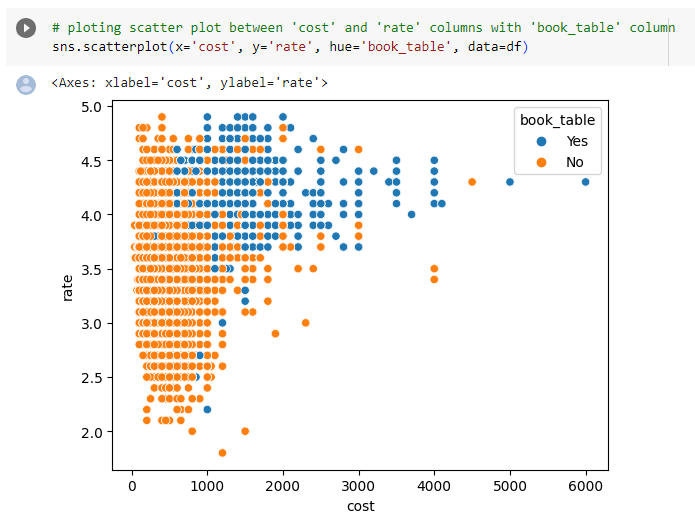 # ploting scatter plot between 'cost' and 'rate' columns with 'book_table' column
sns.scatterplot(x='cost', y='rate', hue='book_table', data=df)
<Axes: xlabel='cost', ylabel='rate'>
5.0
4.5
4.0
3.5
3.0
2.5
2.0
rate
book_table
Yes
No
0 1000 2000 3000 4000 5000 6000
cost